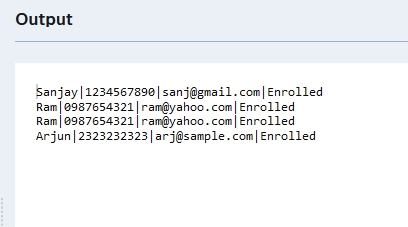 Output
Sanjay|1234567890|sanj@gmail.com|Enrolled
Ram|0987654321|ram@yahoo.com|Enrolled
Ram|0987654321|ram@yahoo.com|Enrolled
Arjun|2323232323|arj@sample.com|Enrolled